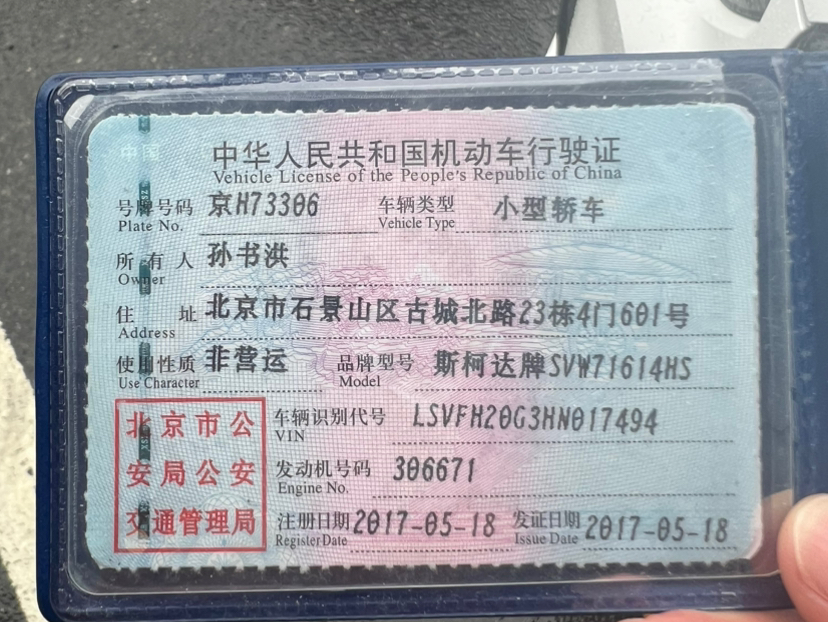 中华人民共和国机动车行驶证
Vehicle License of the People's Republic of China
号牌号码 京H73306 车辆类型 小型轿车
Plate No. Vehicle Type
所有人 孙书洪
Owner
住址 北京市石景山区古城北路23栋4门601号
Address
使用性质 非营运 品牌型号 斯柯达牌SVW71614HS
Use Character Model
北京市公
安局公安
交通管理局
车辆识别代号 LSVFH20G3HN017494
VIN
发动机号码 306671
Engine No.
注册日期 2017-05-18 发证日期 2017-05-18
Register Date Issue Date